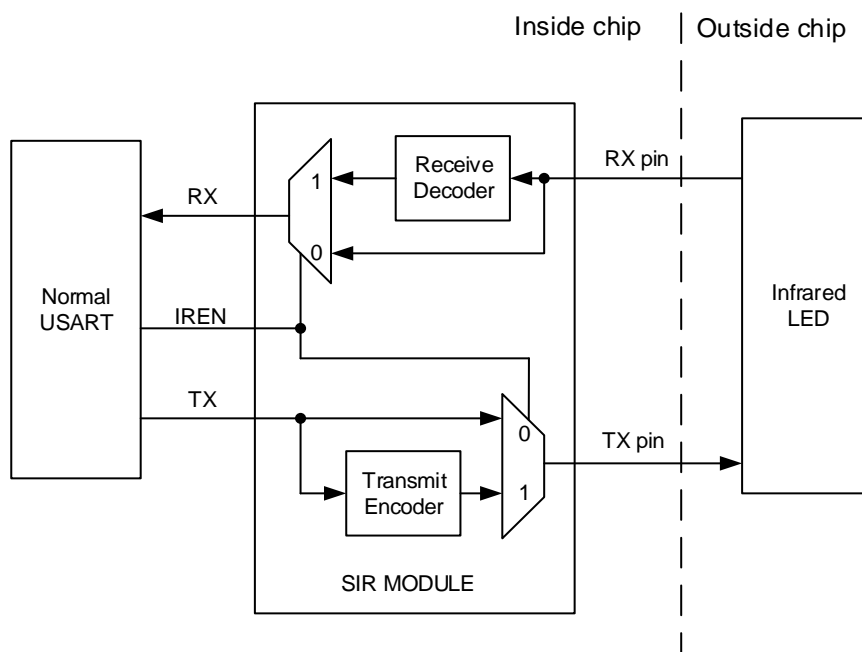 Inside chip
Outside chip
Receive
Decoder
RX pin
1
RX
0
Normal
USART
IREN
Infrared
LED
TX
0
TX pin
Transmit
Encoder
1
SIR MODULE